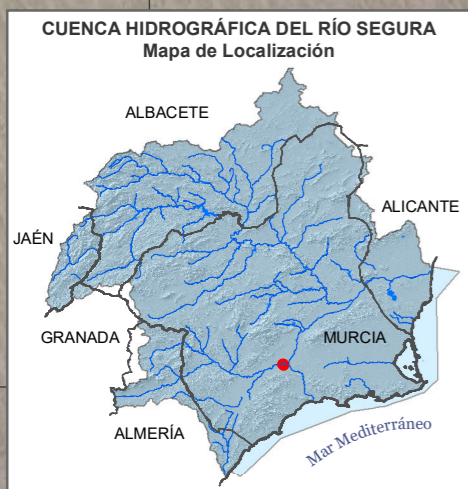 CUENCA HIDROGRÁFICA DEL RÍO SEGURA
Mapa de Localización
ALBACETE
ALICANTE
JAÉN
GRANADA
MURCIA
ALMERÍA
Mar Mediterráneo